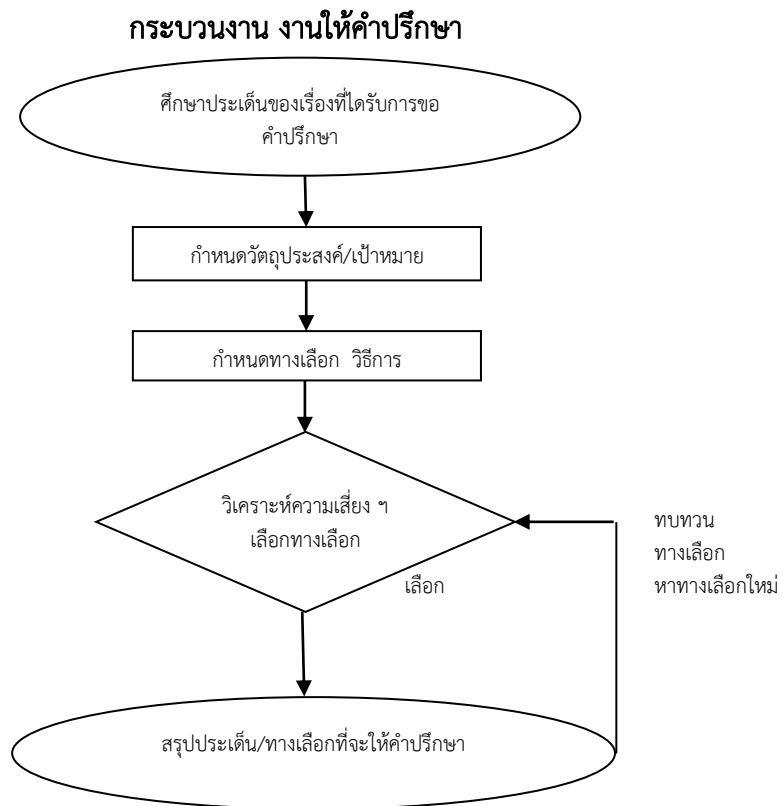 กระบวนงาน งานให้คำปรึกษา
ศึกษาประเด็นของเรื่องที่ไดรับการขอ
คำปรึกษา
กำหนดวัตถุประสงค์/เป้าหมาย
กำหนดทางเลือก วิธีการ
วิเคราะห์ความเสี่ยง ฯ
เลือกทางเลือก
ทบทวน
ทางเลือก
หาทางเลือกใหม่
เลือก
สรุปประเด็น/ทางเลือกที่จะให้คำปรึกษา